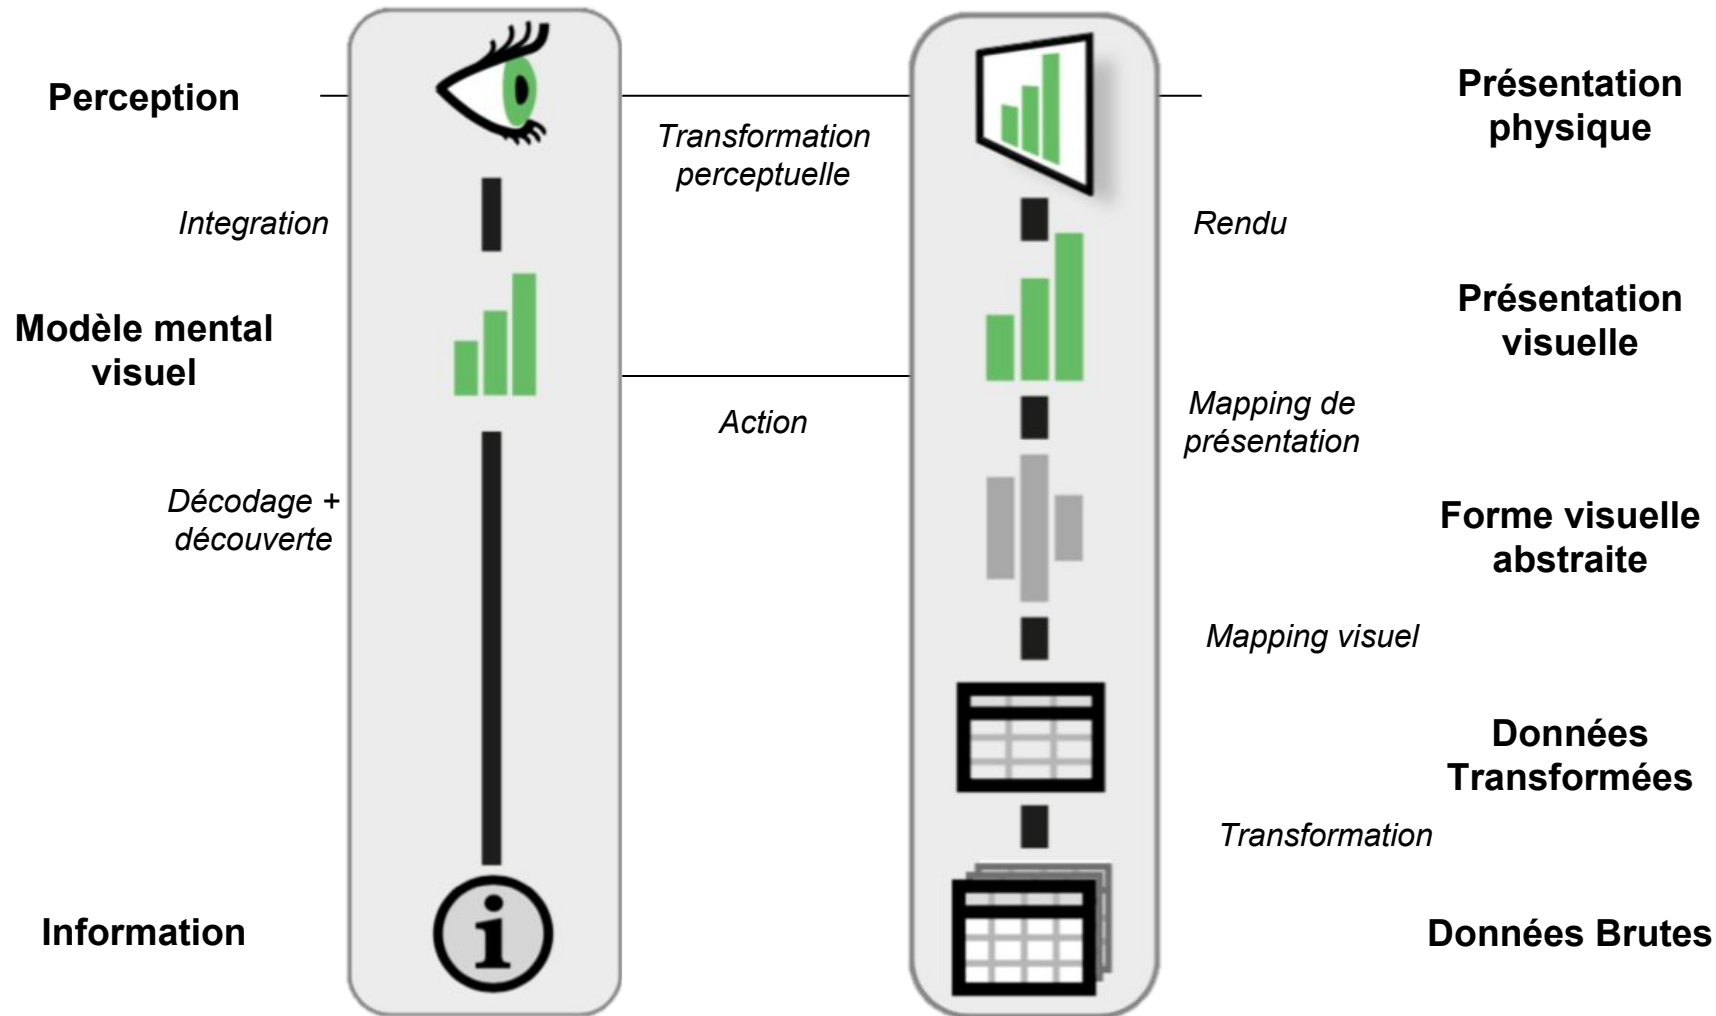 Perception
Transformation
perceptuelle
Présentation
physique
Integration
Rendu
Modèle mental
visuel
Présentation
visuelle
Action
Mapping de
présentation
Décodage +
découverte
Forme visuelle
abstraite
Mapping visuel
Données
Transformées
Transformation
Information
i
Données Brutes